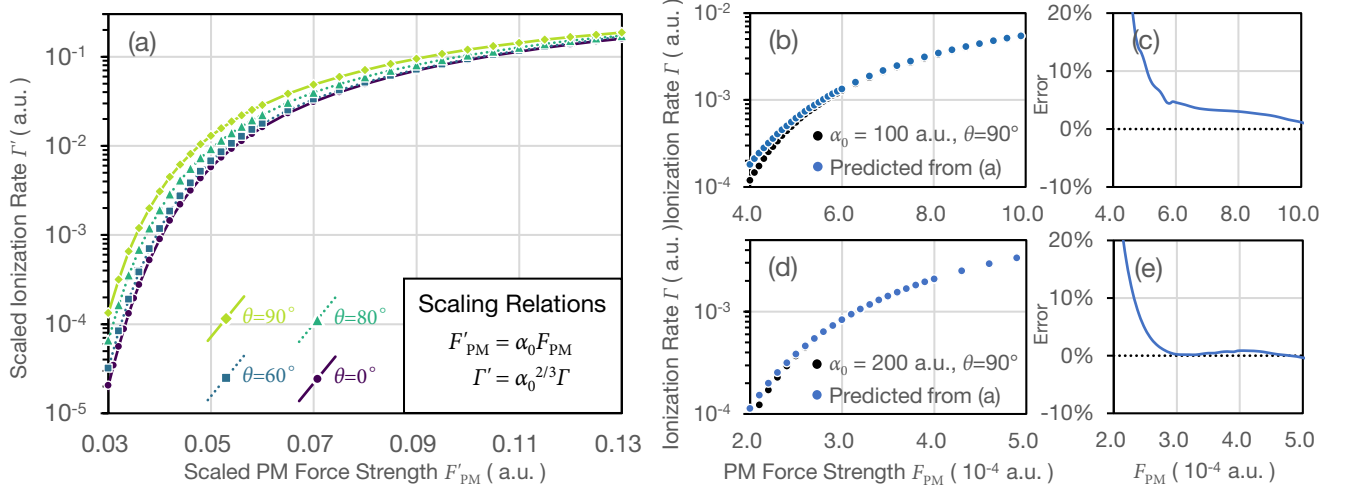 (a)
Scaled Ionization Rate Γ′ ( a.u. )
10⁻¹
10⁻²
10⁻³
10⁻⁴
10⁻⁵
0.03 0.05 0.07 0.09 0.11 0.13
Scaled PM Force Strength F′PM ( a.u. )
θ=90° θ=80°
θ=60° θ=0°
Scaling Relations
F′PM = α₀FPM
Γ′ = α₀²ᐟ³Γ
(b)
Ionization Rate Γ ( a.u. )
10⁻²
10⁻³
10⁻⁴
α₀ = 100 a.u., θ=90°
Predicted from (a)
4.0 6.0 8.0 10.0
(c)
Error
20%
10%
0%
-10%
4.0 6.0 8.0 10.0
(d)
Ionization Rate Γ ( a.u. )
10⁻³
10⁻⁴
α₀ = 200 a.u., θ=90°
Predicted from (a)
2.0 3.0 4.0 5.0
PM Force Strength FPM ( 10⁻⁴ a.u. )
(e)
Error
20%
10%
0%
-10%
2.0 3.0 4.0 5.0
FPM ( 10⁻⁴ a.u. )